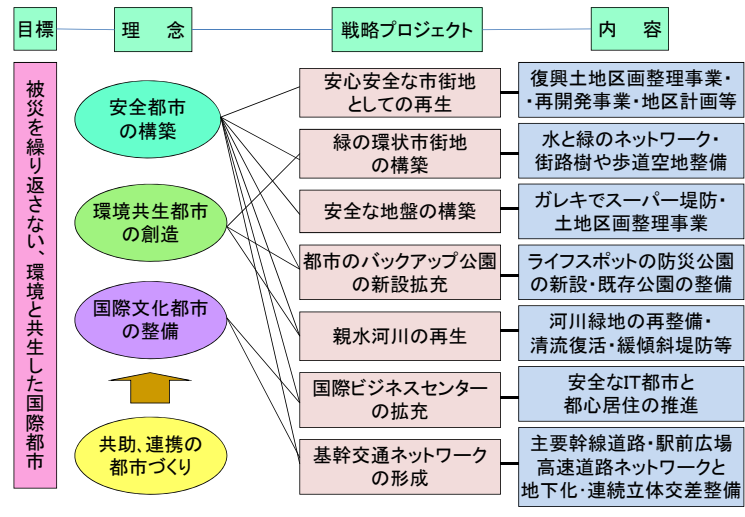 目標
理　念
戦略プロジェクト
内　容
被災を繰り返さない、環境と共生した国際都市
安全都市
の構築
環境共生都市
の創造
国際文化都市
の整備
共助、連携の
都市づくり
安心安全な市街地
としての再生
緑の環状市街地
の構築
安全な地盤の構築
都市のバックアップ公園
の新設拡充
親水河川の再生
国際ビジネスセンター
の拡充
基幹交通ネットワーク
の形成
復興土地区画整理事業・
・再開発事業・地区計画等
水と緑のネットワーク・
街路樹や歩道空地整備
ガレキでスーパー堤防・
土地区画整理事業
ライフスポットの防災公園
の新設・既存公園の整備
河川緑地の再整備・
清流復活・緩傾斜堤防等
安全なIT都市と
都心居住の推進
主要幹線道路・駅前広場
高速道路ネットワークと
地下化・連続立体交差整備